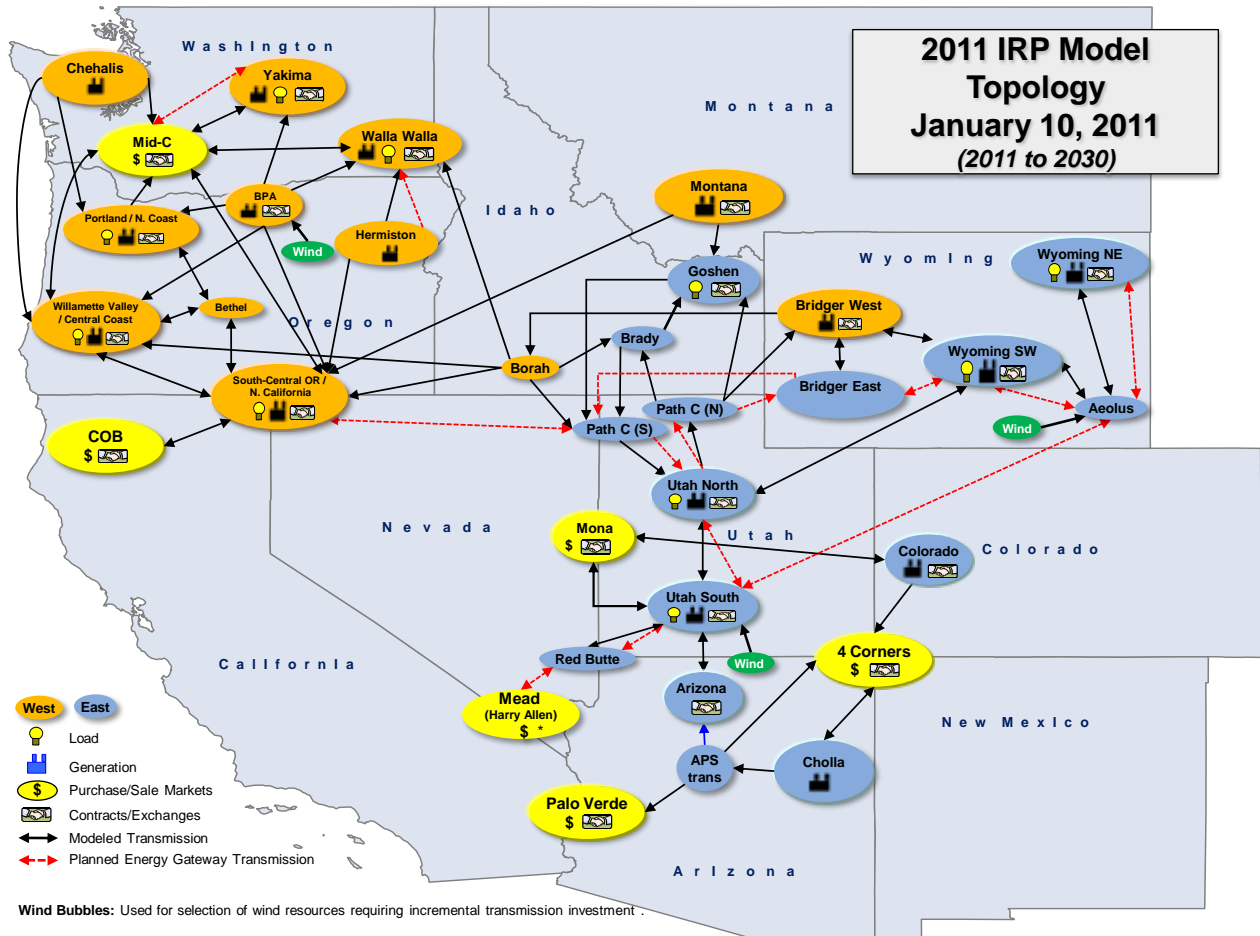 2011 IRP Model
Topology
January 10, 2011
(2011 to 2030)
Washington
Montana
Idaho
Oregon
Wyoming
Nevada
Utah
Colorado
California
New Mexico
Arizona
Chehalis
Yakima
Mid-C
$
Walla Walla
BPA
Portland / N. Coast
Wind
Hermiston
Montana
Goshen
Wyoming NE
Willamette Valley
/ Central Coast
Bethel
Bridger West
Brady
Wyoming SW
Borah
South-Central OR /
N. California
Bridger East
Aeolus
Path C (N)
Path C (S)
Wind
COB
$
Utah North
Mona
$
Colorado
Utah South
Red Butte
Wind
4 Corners
$
Arizona
Mead
(Harry Allen)
$ *
APS
trans
Cholla
Palo Verde
$
West
East
Load
Generation
$
Purchase/Sale Markets
Contracts/Exchanges
Modeled Transmission
Planned Energy Gateway Transmission
Wind Bubbles: Used for selection of wind resources requiring incremental transmission investment .